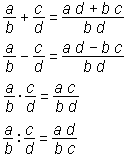 a/b + c/d = (a d + b c)/(b d)
a/b − c/d = (a d − b c)/(b d)
a/b · c/d = (a c)/(b d)
a/b : c/d = (a d)/(b c)